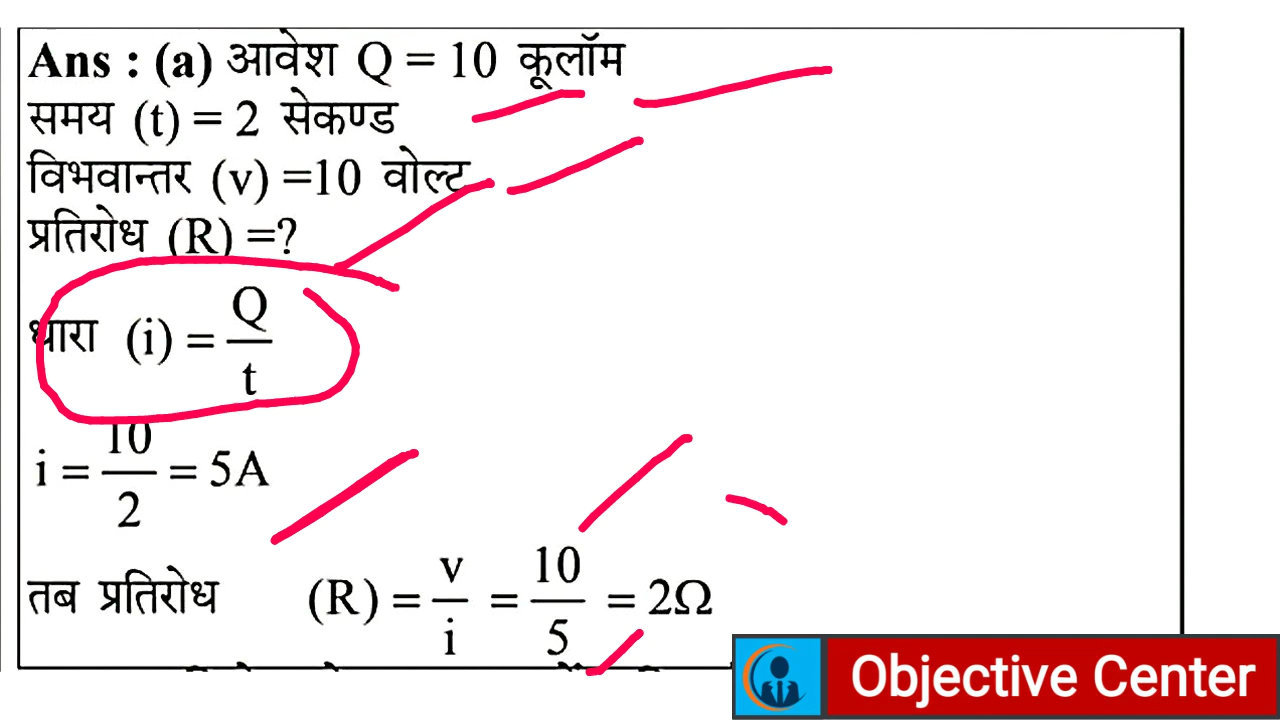 Ans : (a) आवेश Q = 10 कूलॉम
समय (t) = 2 सेकण्ड
विभवान्तर (v) =10 वोल्ट
प्रतिरोध (R) =?
धारा (i) = Q/t
i = 10/2 = 5A
तब प्रतिरोध (R) = v/i = 10/5 = 2Ω
Objective Center